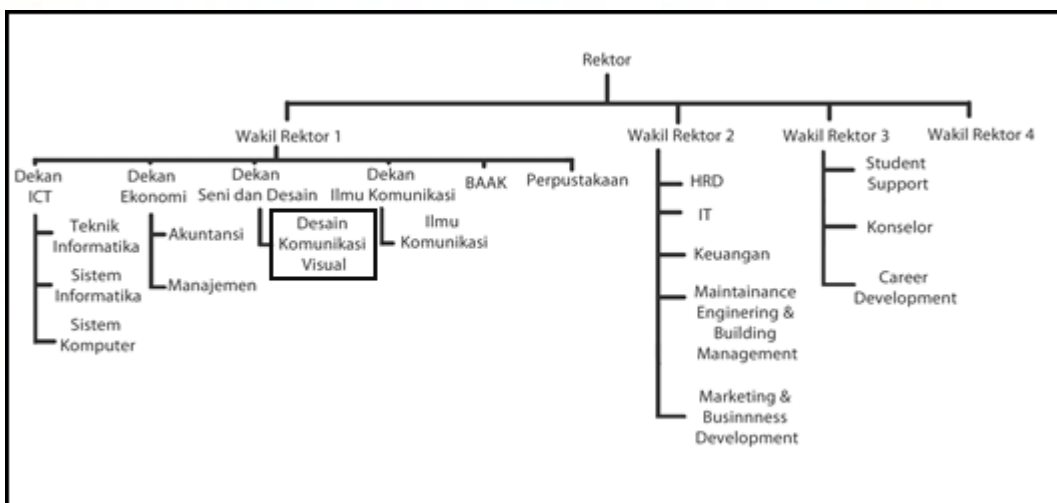 Rektor
Wakil Rektor 1
Wakil Rektor 2
Wakil Rektor 3
Wakil Rektor 4
Dekan
ICT
Teknik
Informatika
Sistem
Informatika
Sistem
Komputer
Dekan
Ekonomi
Akuntansi
Manajemen
Dekan
Seni dan Desain
Desain
Komunikasi
Visual
Dekan
Ilmu Komunikasi
Ilmu
Komunikasi
BAAK
Perpustakaan
HRD
IT
Keuangan
Maintainance
Enginering &
Building
Management
Marketing &
Businnness
Development
Student
Support
Konselor
Career
Development